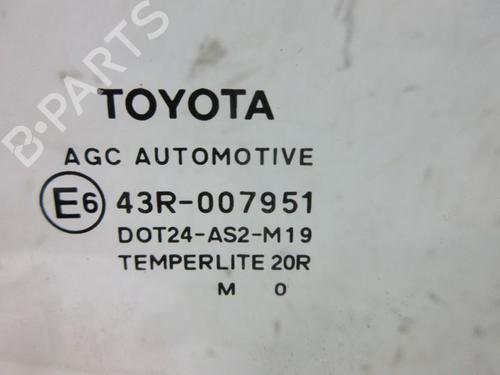 B-PARTS
TOYOTA
AGC AUTOMOTIVE
E6 43R-007951
DOT24-AS2-M19
TEMPERLITE 20R
M 0